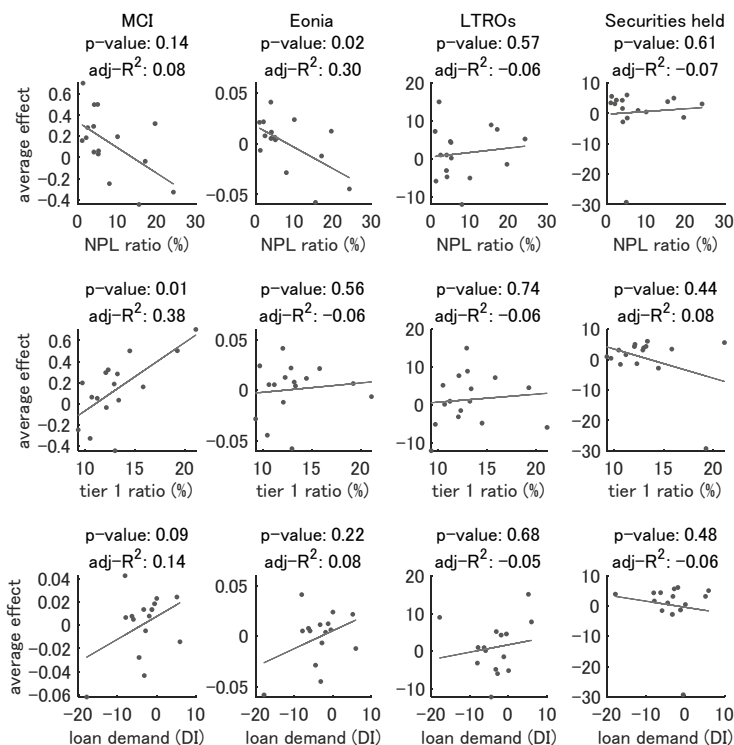 MCI Eonia LTROs Securities held
p-value: 0.14 p-value: 0.02 p-value: 0.57 p-value: 0.61
adj-R²: 0.08 adj-R²: 0.30 adj-R²: −0.06 adj-R²: −0.07
average effect
0.6
0.4
0.2
0
−0.2
−0.4
0 10 20 30
NPL ratio (%)
0.05
0
−0.05
0 10 20 30
NPL ratio (%)
20
10
0
−10
0 10 20 30
NPL ratio (%)
10
0
−10
−20
−30
0 10 20 30
NPL ratio (%)
p-value: 0.01 p-value: 0.56 p-value: 0.74 p-value: 0.44
adj-R²: 0.38 adj-R²: −0.06 adj-R²: −0.06 adj-R²: 0.08
average effect
0.6
0.4
0.2
0
−0.2
−0.4
10 15 20
tier 1 ratio (%)
0.05
0
−0.05
10 15 20
tier 1 ratio (%)
20
10
0
−10
10 15 20
tier 1 ratio (%)
10
0
−10
−20
−30
10 15 20
tier 1 ratio (%)
p-value: 0.09 p-value: 0.22 p-value: 0.68 p-value: 0.48
adj-R²: 0.14 adj-R²: 0.08 adj-R²: −0.05 adj-R²: −0.06
average effect
0.04
0.02
0
−0.02
−0.04
−0.06
−20 −10 0 10
loan demand (DI)
0.05
0
−0.05
−20 −10 0 10
loan demand (DI)
20
10
0
−10
−20 −10 0 10
loan demand (DI)
10
0
−10
−20
−30
−20 −10 0 10
loan demand (DI)